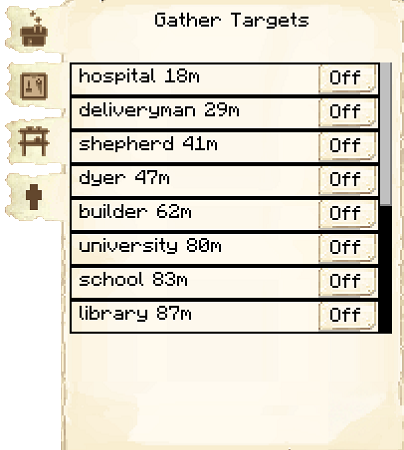 Gather Targets
hospital 18m Off
deliveryman 29m Off
shepherd 41m Off
dyer 47m Off
builder 62m Off
university 80m Off
school 83m Off
library 87m Off